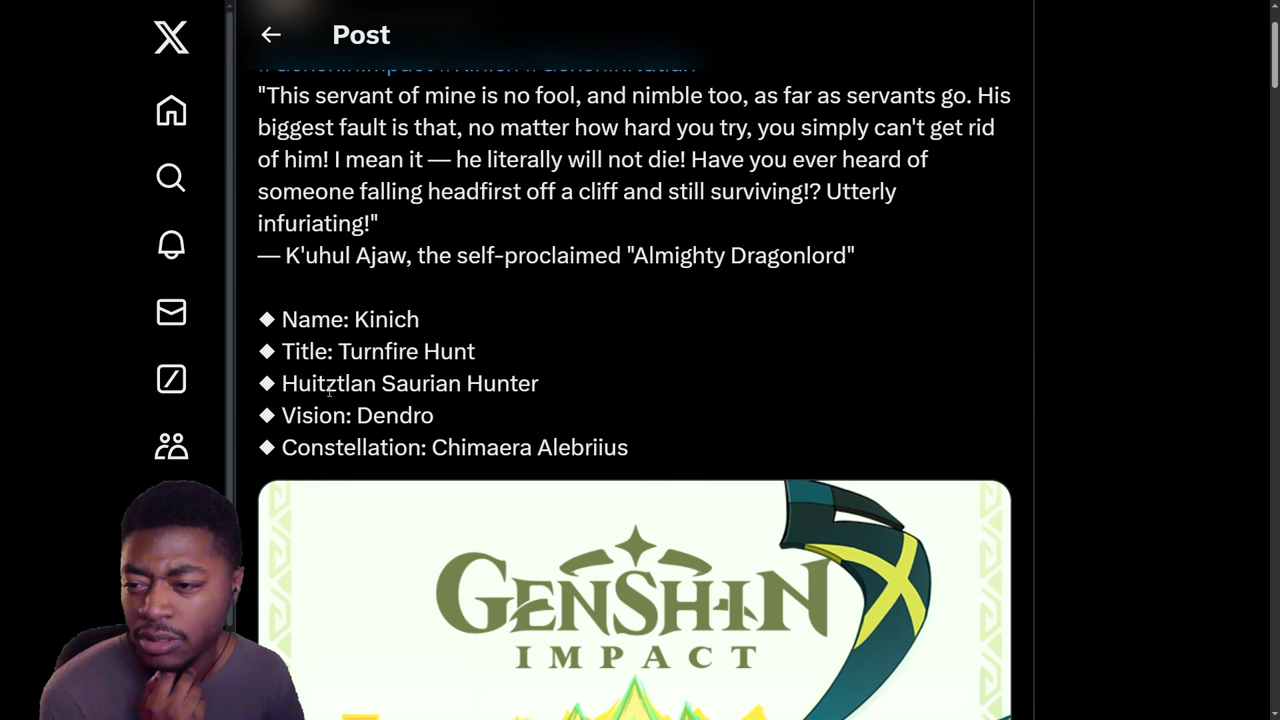 Post
"This servant of mine is no fool, and nimble too, as far as servants go. His
biggest fault is that, no matter how hard you try, you simply can't get rid
of him! I mean it — he literally will not die! Have you ever heard of
someone falling headfirst off a cliff and still surviving!? Utterly
infuriating!"
— K'uhul Ajaw, the self-proclaimed "Almighty Dragonlord"
◆ Name: Kinich
◆ Title: Turnfire Hunt
◆ Huitztlan Saurian Hunter
◆ Vision: Dendro
◆ Constellation: Chimaera Alebriius
GENSHIN
IMPACT